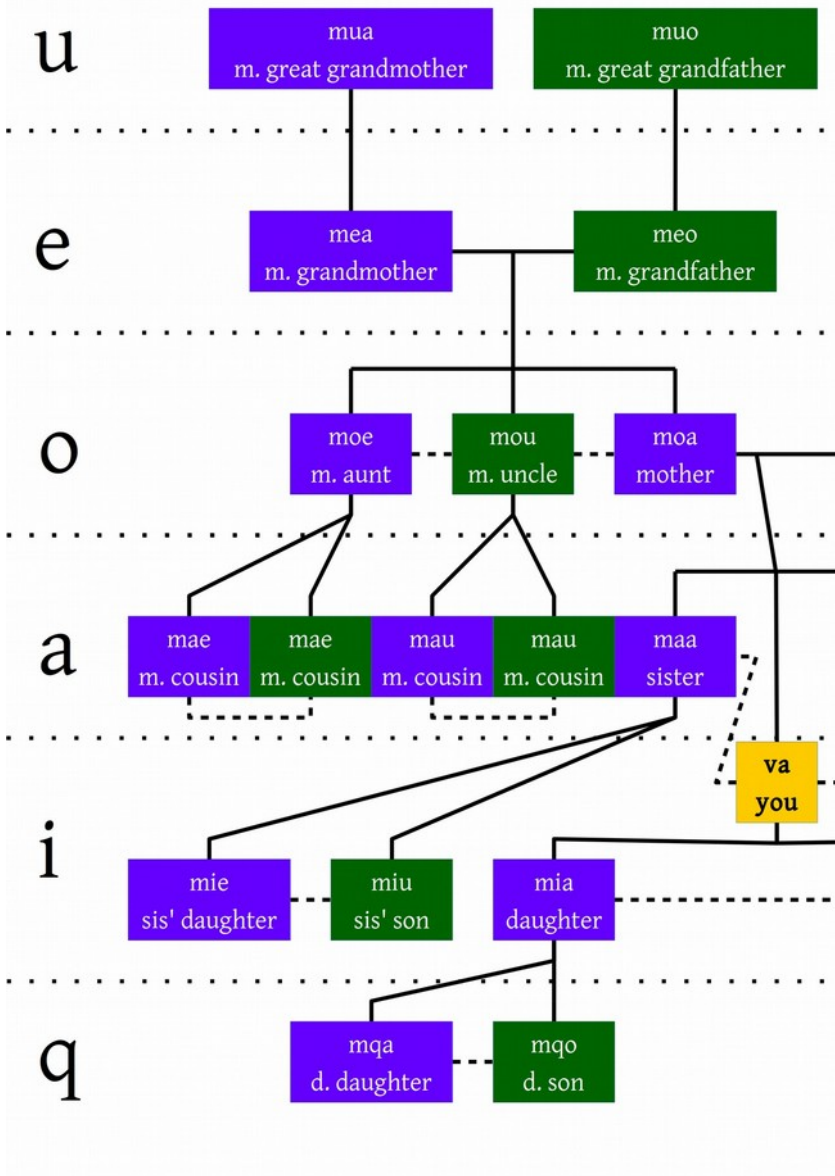 u
mua
m. great grandmother
muo
m. great grandfather
e
mea
m. grandmother
meo
m. grandfather
o
moe
m. aunt
mou
m. uncle
moa
mother
a
mae
m. cousin
mae
m. cousin
mau
m. cousin
mau
m. cousin
maa
sister
va
you
i
mie
sis' daughter
miu
sis' son
mia
daughter
q
mqa
d. daughter
mqo
d. son